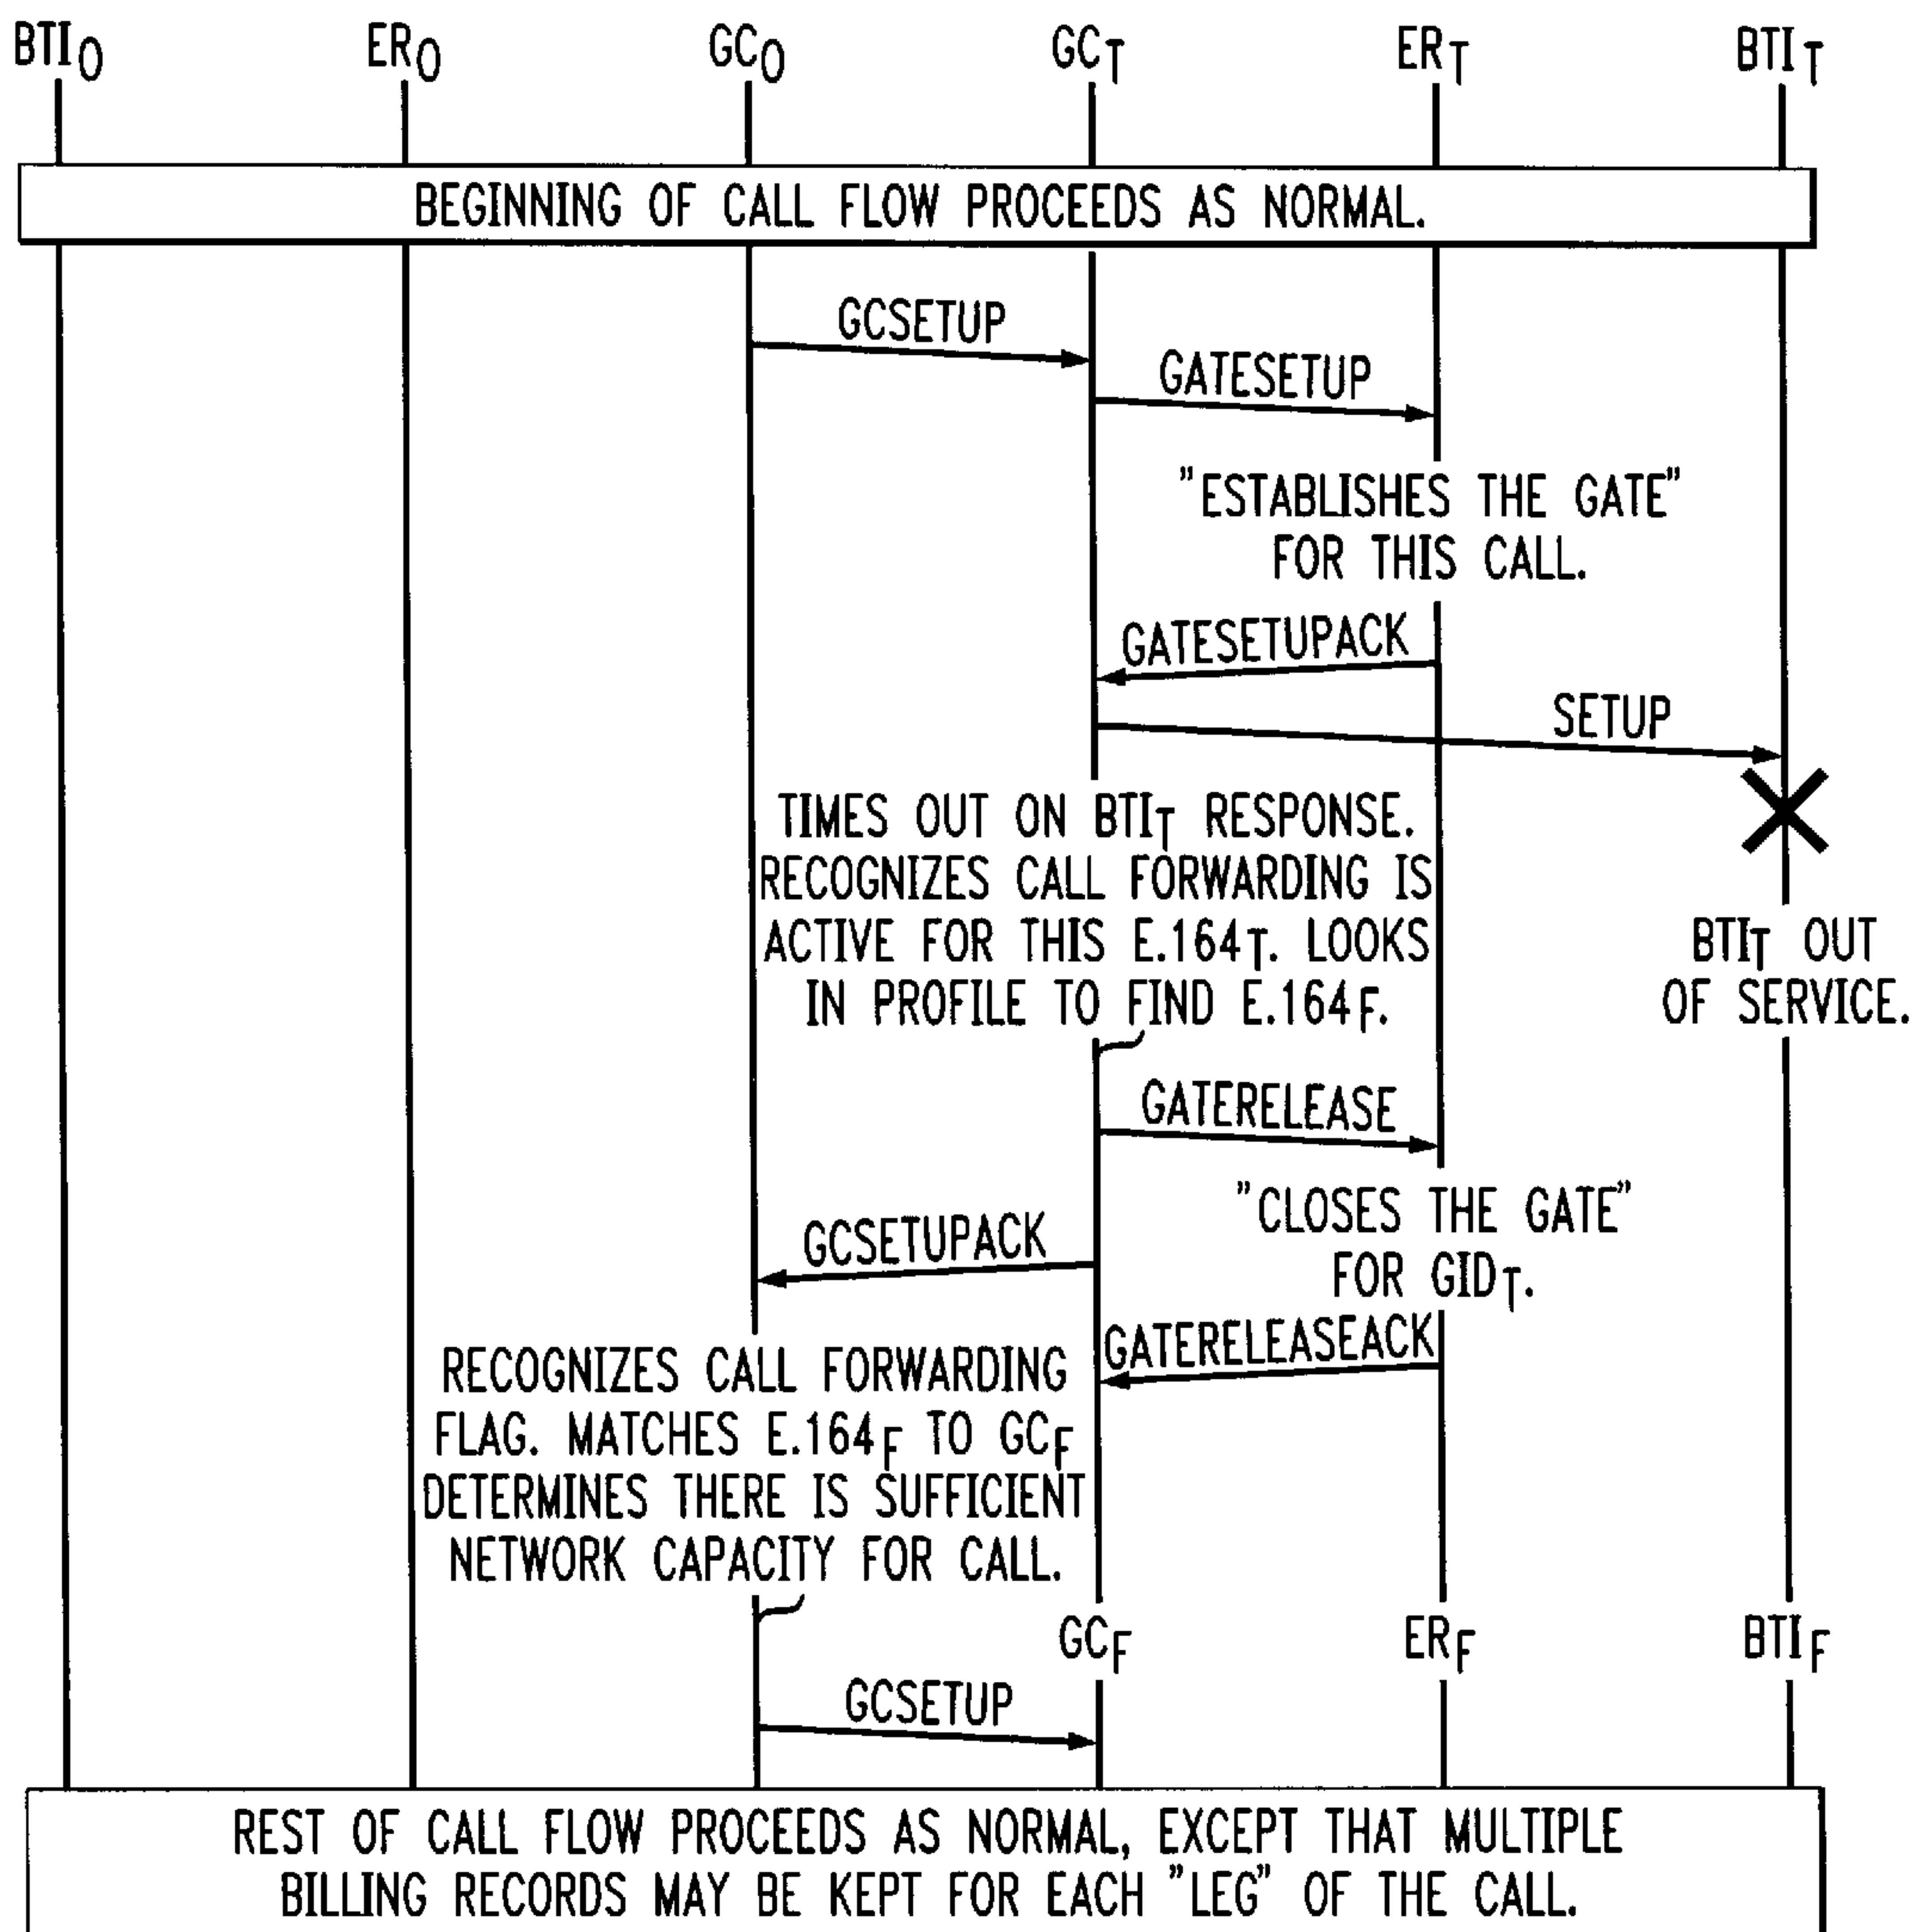 BTIO ERO GCO GCT ERT BTIT
BEGINNING OF CALL FLOW PROCEEDS AS NORMAL.
GCSETUP
GATESETUP
"ESTABLISHES THE GATE"
FOR THIS CALL.
GATESETUPACK
SETUP
TIMES OUT ON BTIT RESPONSE.
RECOGNIZES CALL FORWARDING IS
ACTIVE FOR THIS E.164T. LOOKS
IN PROFILE TO FIND E.164F.
BTIT OUT
OF SERVICE.
GATERELEASE
"CLOSES THE GATE"
FOR GIDT.
GCSETUPACK
GATERELEASEACK
RECOGNIZES CALL FORWARDING
FLAG. MATCHES E.164F TO GCF
DETERMINES THERE IS SUFFICIENT
NETWORK CAPACITY FOR CALL.
GCF ERF BTIF
GCSETUP
REST OF CALL FLOW PROCEEDS AS NORMAL, EXCEPT THAT MULTIPLE
BILLING RECORDS MAY BE KEPT FOR EACH "LEG" OF THE CALL.